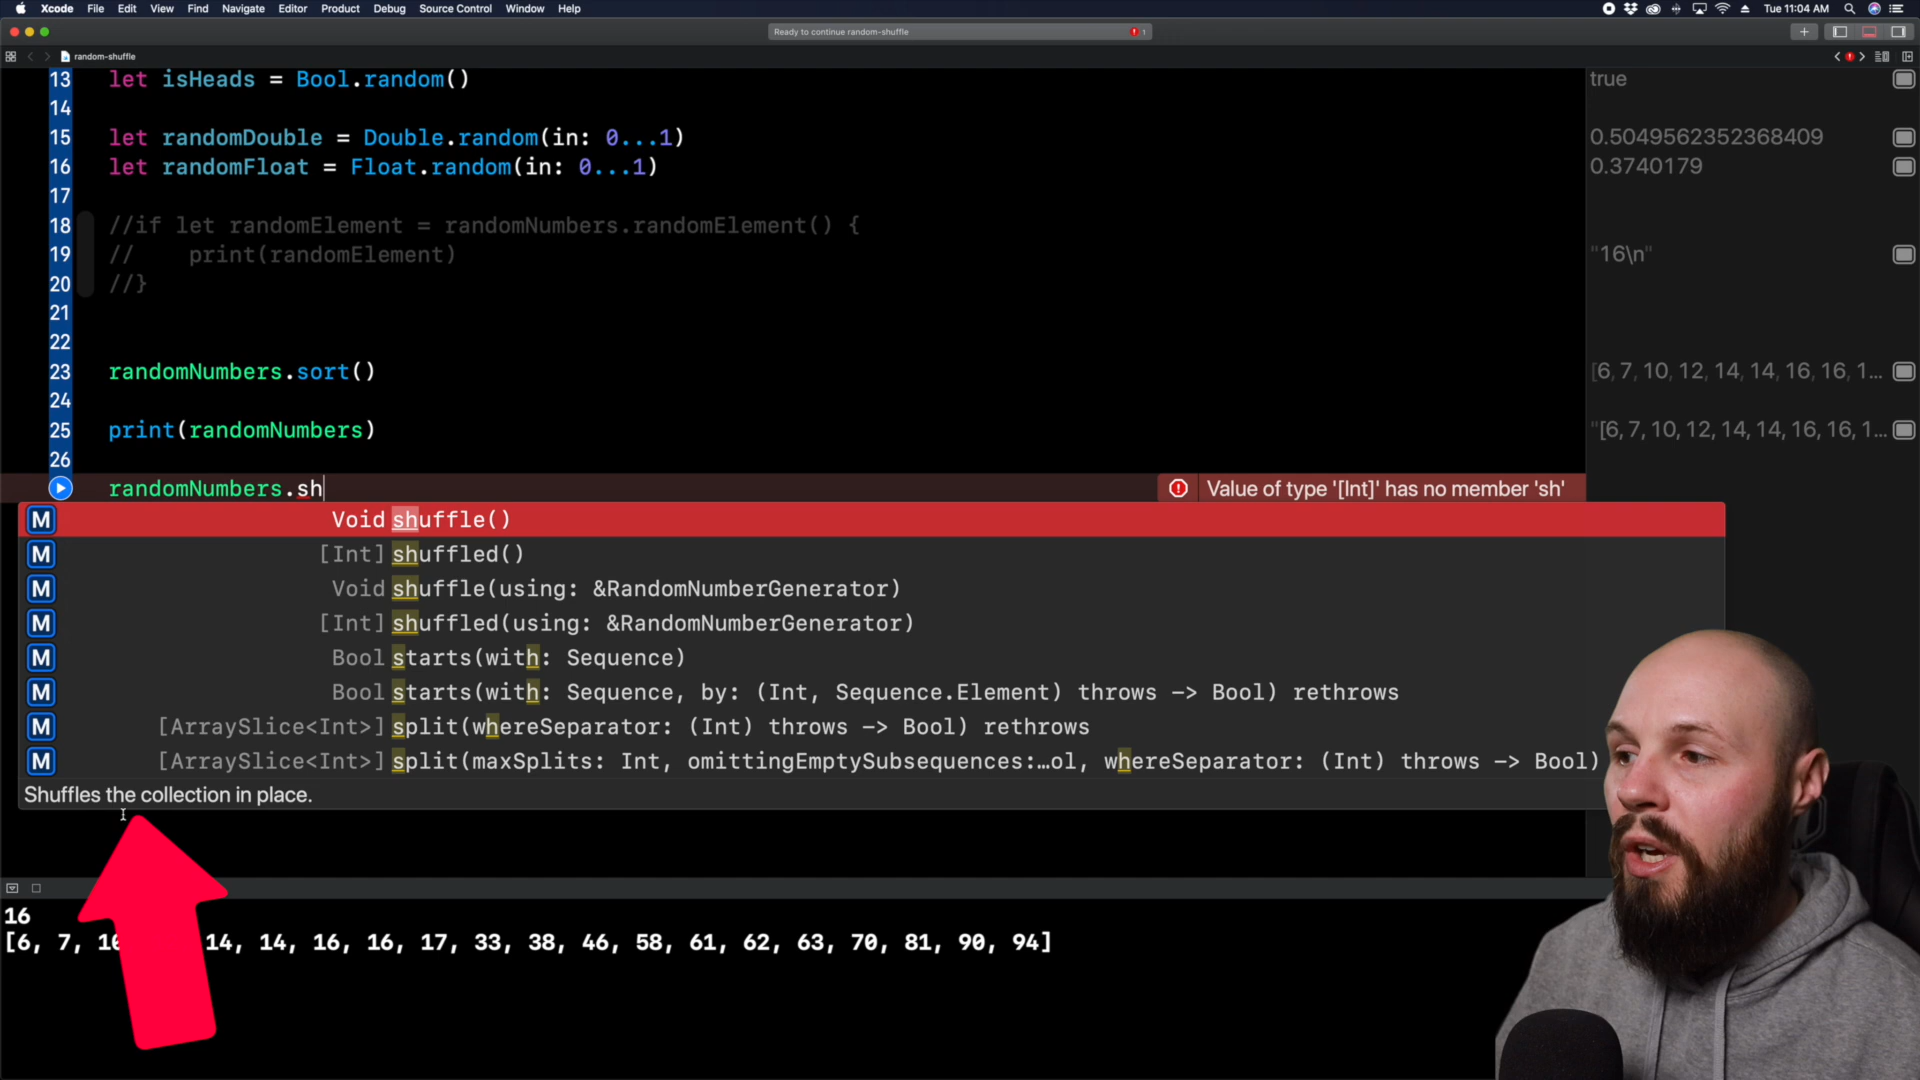 Xcode File Edit View Find Navigate Editor Product Debug Source Control Window Help Tue 11:04 AM
Ready to continue random-shuffle 1
random-shuffle
13 let isHeads = Bool.random() true
14
15 let randomDouble = Double.random(in: 0...1) 0.5049562352368409
16 let randomFloat = Float.random(in: 0...1) 0.3740179
17
18 //if let randomElement = randomNumbers.randomElement() {
19 // print(randomElement) "16\n"
20 //}
21
22
23 randomNumbers.sort() [6, 7, 10, 12, 14, 14, 16, 16, 1...
24
25 print(randomNumbers) "[6, 7, 10, 12, 14, 14, 16, 16, 1...
26
randomNumbers.sh Value of type '[Int]' has no member 'sh'
M Void shuffle()
M [Int] shuffled()
M Void shuffle(using: &RandomNumberGenerator)
M [Int] shuffled(using: &RandomNumberGenerator)
M Bool starts(with: Sequence)
M Bool starts(with: Sequence, by: (Int, Sequence.Element) throws -> Bool) rethrows
M [ArraySlice<Int>] split(whereSeparator: (Int) throws -> Bool) rethrows
M [ArraySlice<Int>] split(maxSplits: Int, omittingEmptySubsequences:…ol, whereSeparator: (Int) throws -> Bool)
Shuffles the collection in place.
16
[6, 7, 14, 14, 16, 16, 17, 33, 38, 46, 58, 61, 62, 63, 70, 81, 90, 94]